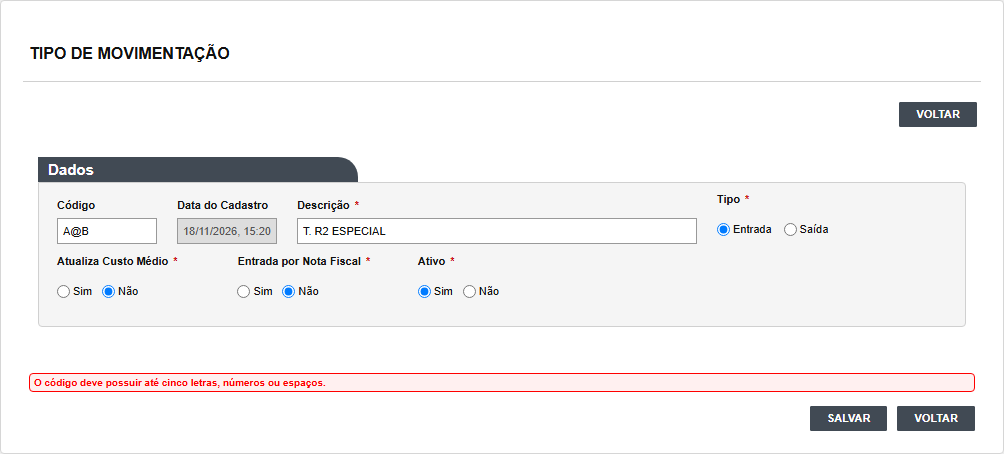 TIPO DE MOVIMENTAÇÃO
VOLTAR
Dados
Código Data do Cadastro Descrição * Tipo *
A@B 18/11/2026, 15:20 T. R2 ESPECIAL Entrada Saída
Atualiza Custo Médio * Entrada por Nota Fiscal * Ativo *
Sim Não Sim Não Sim Não
O código deve possuir até cinco letras, números ou espaços.
SALVAR VOLTAR